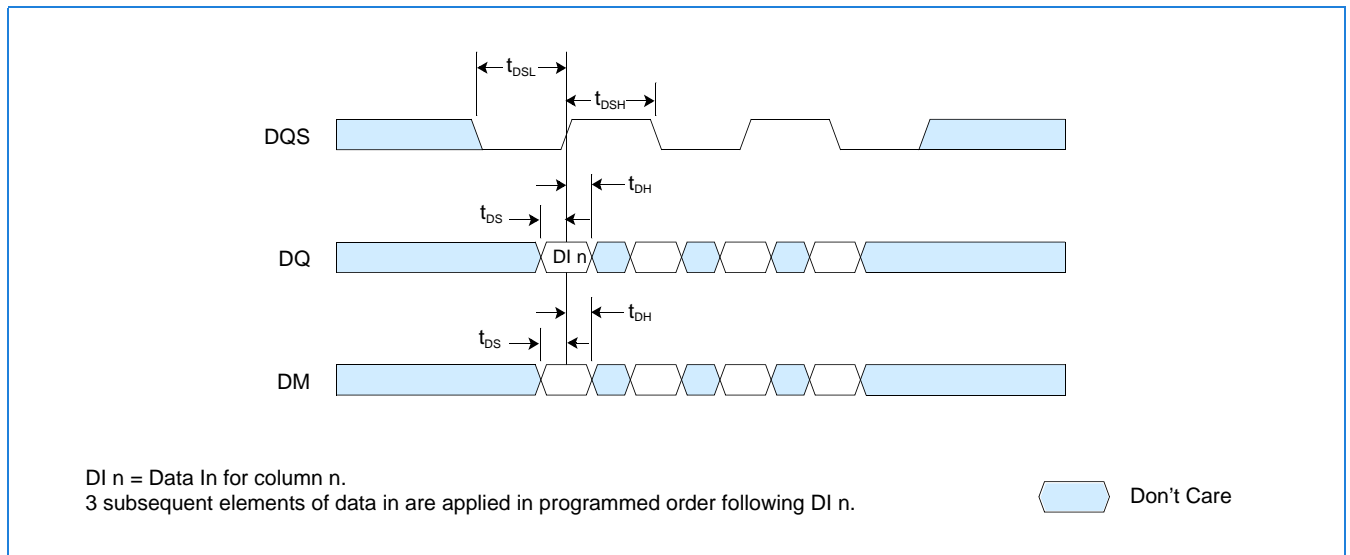 tDSL
tDSH
DQS
tDH
tDS
DQ
DI n
tDH
tDS
DM
DI n = Data In for column n.
3 subsequent elements of data in are applied in programmed order following DI n.
Don't Care